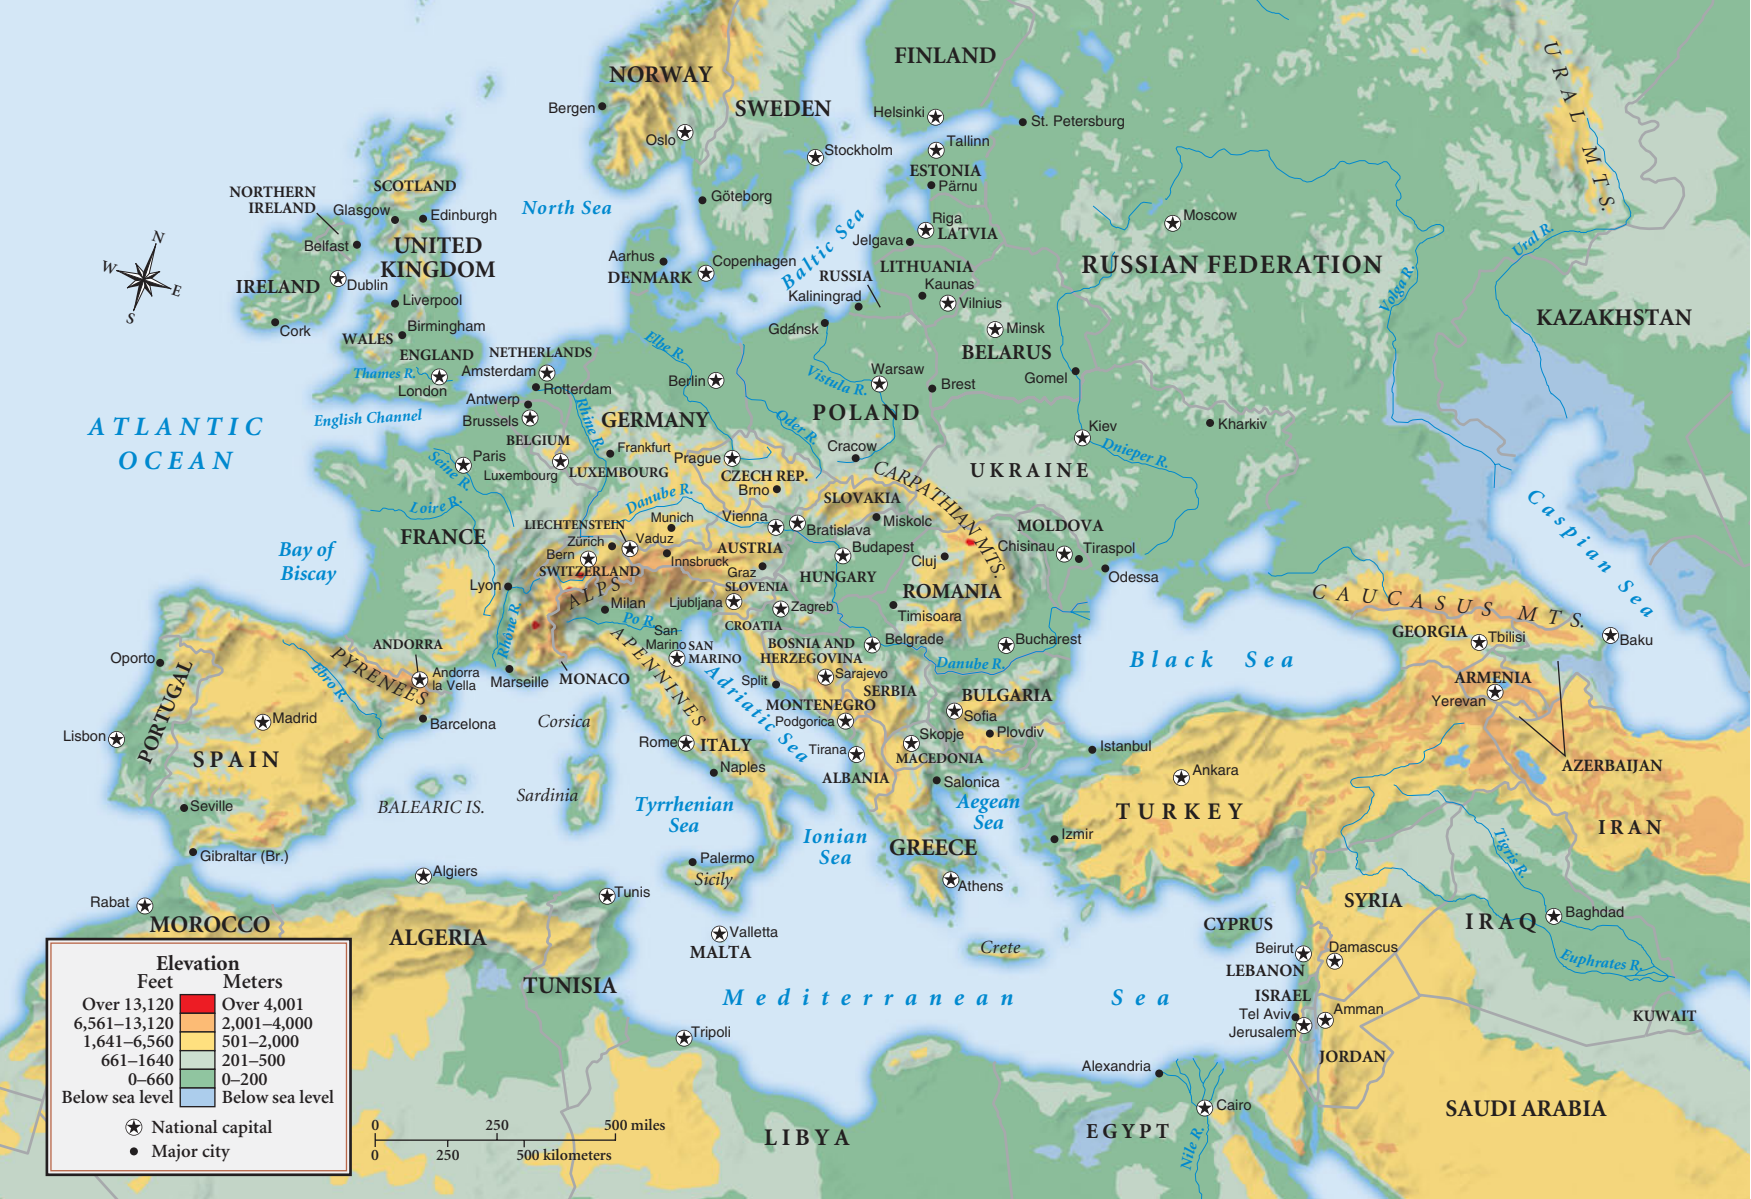 FINLAND
NORWAY
SWEDEN
Bergen
Oslo
Helsinki
St. Petersburg
Tallinn
Stockholm
ESTONIA
Pärnu
URAL MTS.
SCOTLAND
NORTHERN
IRELAND
Glasgow
Edinburgh
North Sea
Göteborg
Baltic Sea
Riga
LATVIA
Jelgava
Moscow
Ural R.
N
W
E
S
Belfast
UNITED
KINGDOM
IRELAND
Dublin
Liverpool
Cork
Birmingham
WALES
ENGLAND
Thames R.
London
Aarhus
DENMARK
Copenhagen
RUSSIA
Kaliningrad
LITHUANIA
Kaunas
Vilnius
Gdańsk
Minsk
BELARUS
RUSSIAN FEDERATION
Volga R.
KAZAKHSTAN
NETHERLANDS
Amsterdam
Rotterdam
Antwerp
Brussels
BELGIUM
Elbe R.
Berlin
Vistula R.
Warsaw
Brest
Gomel
Oder R.
POLAND
Rhine R.
GERMANY
Kiev
Kharkiv
Dnieper R.
ATLANTIC
OCEAN
English Channel
Paris
Seine R.
Luxembourg
LUXEMBOURG
Frankfurt
Prague
CZECH REP.
Brno
Cracow
CARPATHIAN MTS.
UKRAINE
Loire R.
FRANCE
Danube R.
SLOVAKIA
LIECHTENSTEIN
Munich
Vienna
Bratislava
Miskolc
MOLDOVA
Chisinau
Tiraspol
Odessa
Caspian Sea
Bay of
Biscay
Zürich
Vaduz
Bern
Innsbruck
AUSTRIA
SWITZERLAND
Graz
Budapest
HUNGARY
Cluj
ROMANIA
Timisoara
Lyon
ALPS
Milan
SLOVENIA
Ljubljana
Zagreb
CROATIA
Po R.
Rhône R.
CAUCASUS MTS.
GEORGIA
Tbilisi
Baku
Oporto
PORTUGAL
PYRENEES
Ebro R.
ANDORRA
Andorra
la Vella
Marseille
MONACO
APENNINES
San
Marino
SAN
MARINO
BOSNIA AND
HERZEGOVINA
Belgrade
Bucharest
Danube R.
Sarajevo
Split
SERBIA
Black Sea
ARMENIA
Yerevan
Adriatic Sea
BULGARIA
MONTENEGRO
Podgorica
Sofia
Plovdiv
Lisbon
Madrid
SPAIN
Barcelona
Corsica
Rome
ITALY
Naples
Tirana
ALBANIA
Skopje
MACEDONIA
Salonica
Istanbul
Ankara
AZERBAIJAN
Seville
BALEARIC IS.
Sardinia
Tyrrhenian
Sea
Ionian
Sea
Aegean
Sea
Izmir
TURKEY
IRAN
Gibraltar (Br.)
GREECE
Athens
Palermo
Sicily
Tigris R.
Rabat
MOROCCO
Algiers
ALGERIA
Tunis
TUNISIA
Valletta
MALTA
Crete
CYPRUS
SYRIA
IRAQ
Baghdad
Euphrates R.
Beirut
LEBANON
Damascus
ISRAEL
Tel Aviv
Jerusalem
Amman
JORDAN
KUWAIT
Mediterranean Sea
Tripoli
LIBYA
Alexandria
Cairo
EGYPT
Nile R.
SAUDI ARABIA
Elevation
Feet Meters
Over 13,120 Over 4,001
6,561–13,120 2,001–4,000
1,641–6,560 501–2,000
661–1640 201–500
0–660 0–200
Below sea level Below sea level
National capital
Major city
0 250 500 miles
0 250 500 kilometers